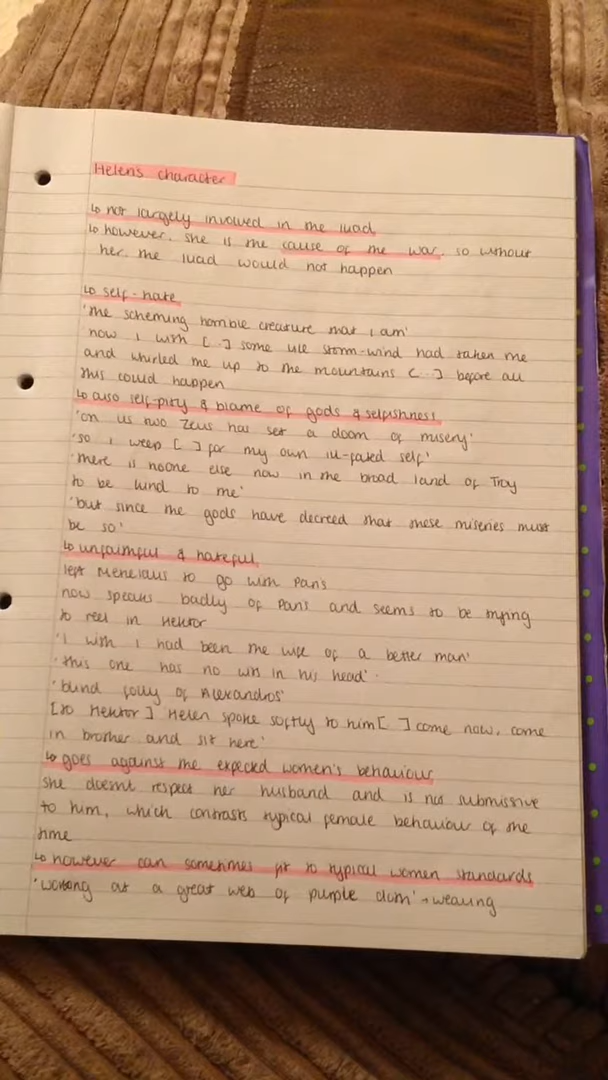 Helen's character
↳ not largely involved in the Iliad
↳ however, she is the cause of the war, so without
her the Iliad would not happen
↳ self-hate
'the scheming horrible creature that I am'
now I wish [..] some vile storm-wind had taken me
and whirled me up to the mountains [..] before all
this could happen
↳ also self-pity & blame of gods & selfishness!
'on us two Zeus has set a doom of misery'
'so I weep [ ] for my own ill-fated self'
'there is noone else now in the broad land of Troy
to be kind to me'
'but since the gods have decreed that these miseries must
be so'
↳ unfaithful & hateful
left Menelaus to go with Paris
now speaks badly of Paris and seems to be trying
to reel in Hektor
'I wish I had been the wife of a better man'
'this one has no wits in his head'
'blind folly of Alexandros'
[to Hektor] 'Helen spoke softly to him [ ] come now, come
in brother and sit here'
↳ goes against the expected women's behaviour
she doesnt respect her husband and is not submissive
to him, which contrasts typical female behaviour of the
time
↳ however can sometimes fit to typical women standards
'working at a great web of purple cloth' → weaving